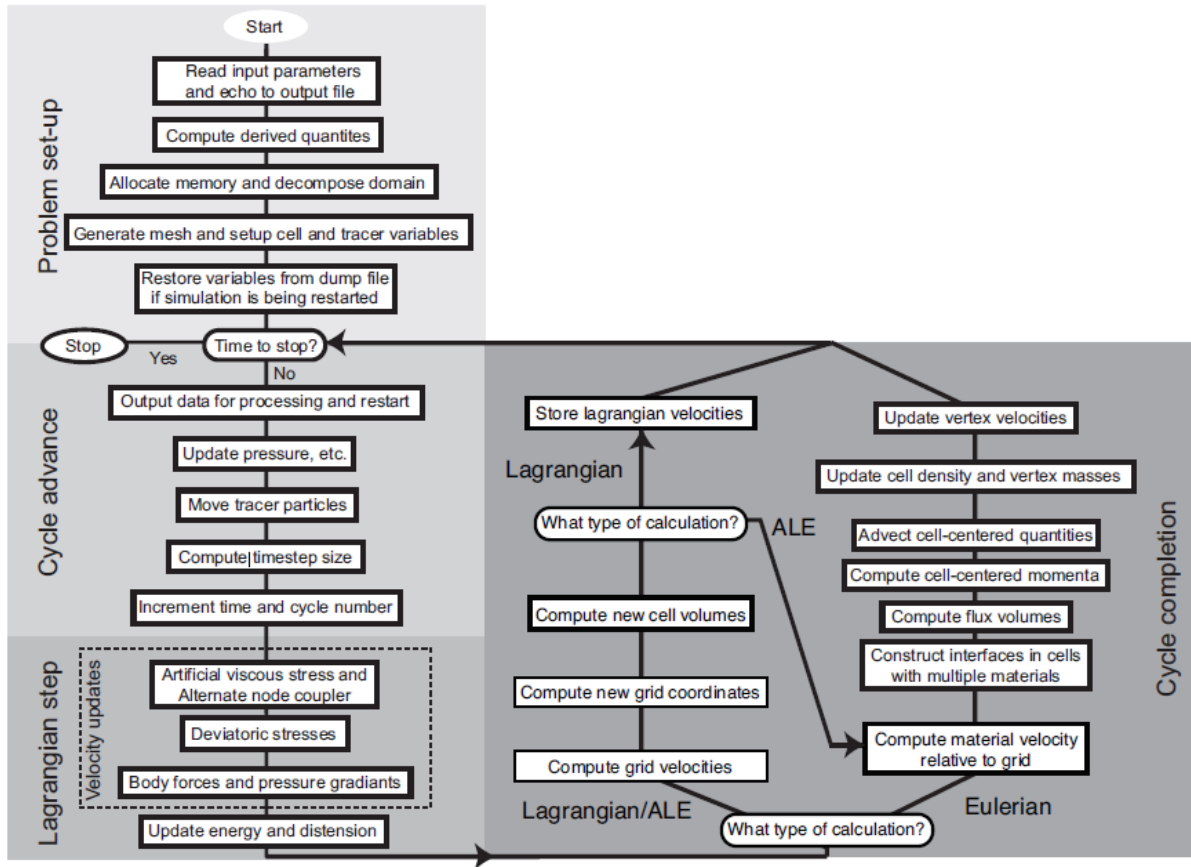 Start
Problem set-up
Read input parameters
and echo to output file
Compute derived quantites
Allocate memory and decompose domain
Generate mesh and setup cell and tracer variables
Restore variables from dump file
if simulation is being restarted
Stop
Yes
Time to stop?
No
Cycle advance
Output data for processing and restart
Update pressure, etc.
Move tracer particles
Compute timestep size
Increment time and cycle number
Lagrangian step
Velocity updates
Artificial viscous stress and
Alternate node coupler
Deviatoric stresses
Body forces and pressure gradiants
Update energy and distension
Cycle completion
Store lagrangian velocities
Lagrangian
What type of calculation?
ALE
Compute new cell volumes
Compute new grid coordinates
Compute grid velocities
Lagrangian/ALE
Update vertex velocities
Update cell density and vertex masses
Advect cell-centered quantities
Compute cell-centered momenta
Compute flux volumes
Construct interfaces in cells
with multiple materials
Compute material velocity
relative to grid
Eulerian
What type of calculation?